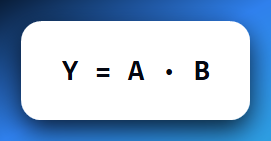 Y = A · B